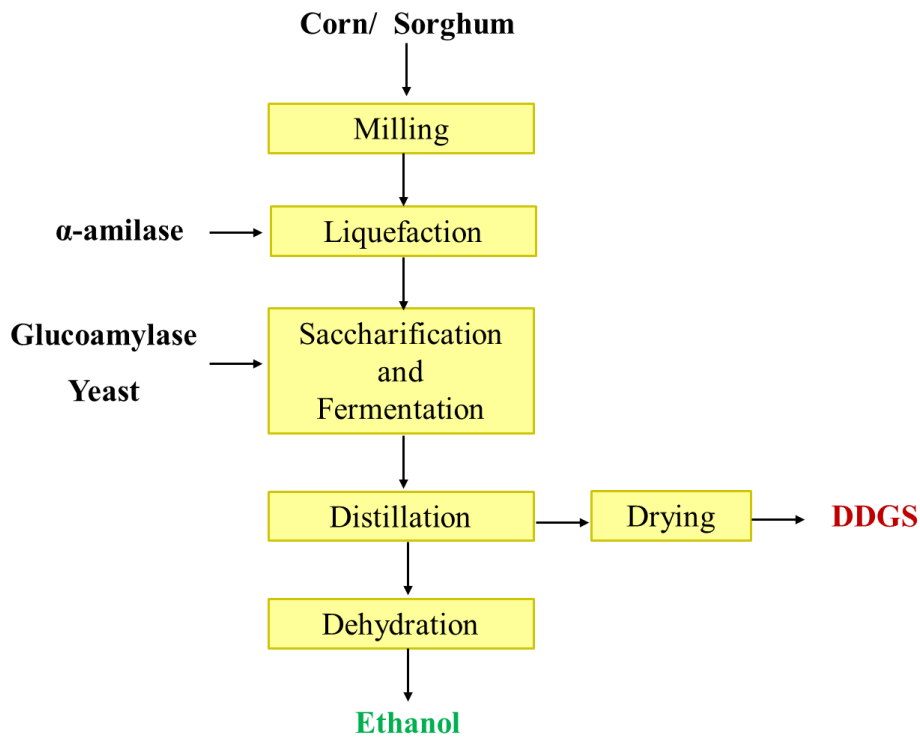 Corn/ Sorghum
Milling
α-amilase
Liquefaction
Glucoamylase
Yeast
Saccharification
and
Fermentation
Distillation
Drying
DDGS
Dehydration
Ethanol